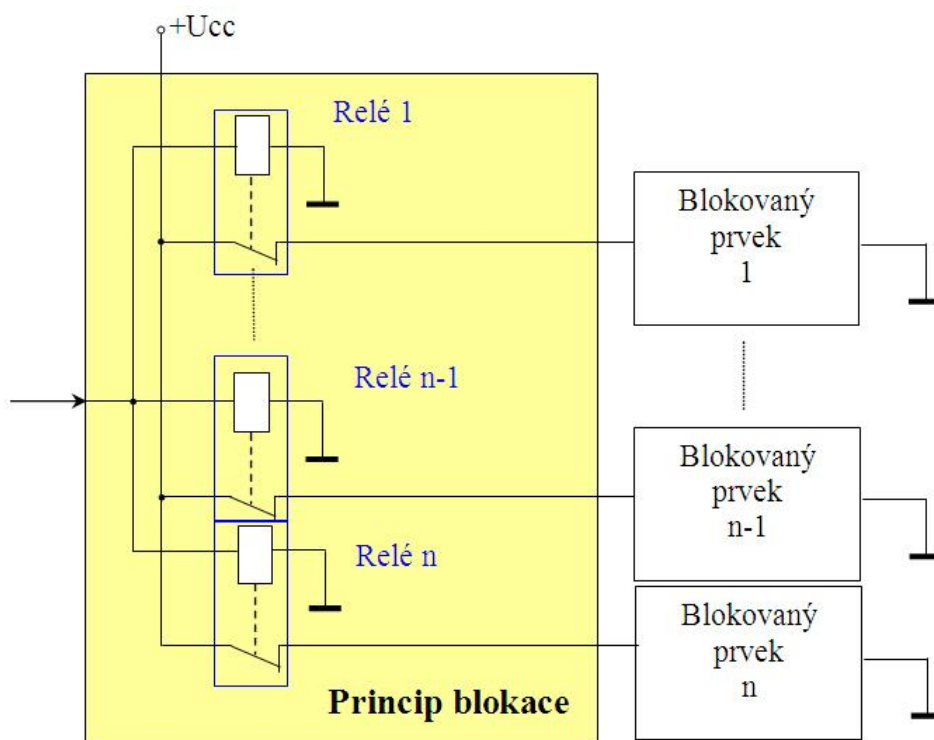 +Ucc
Relé 1
Blokovaný
prvek
1
Relé n-1
Blokovaný
prvek
n-1
Relé n
Blokovaný
prvek
n
Princip blokace